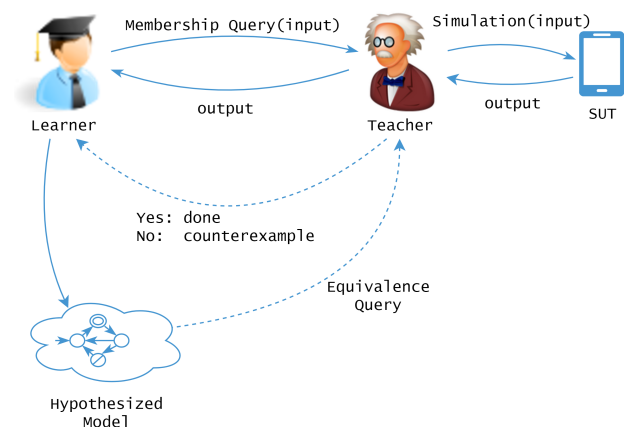 Membership Query(input)
Simulation(input)
output
output
Learner
Teacher
SUT
Yes: done
No:  counterexample
Equivalence
Query
Hypothesized
Model